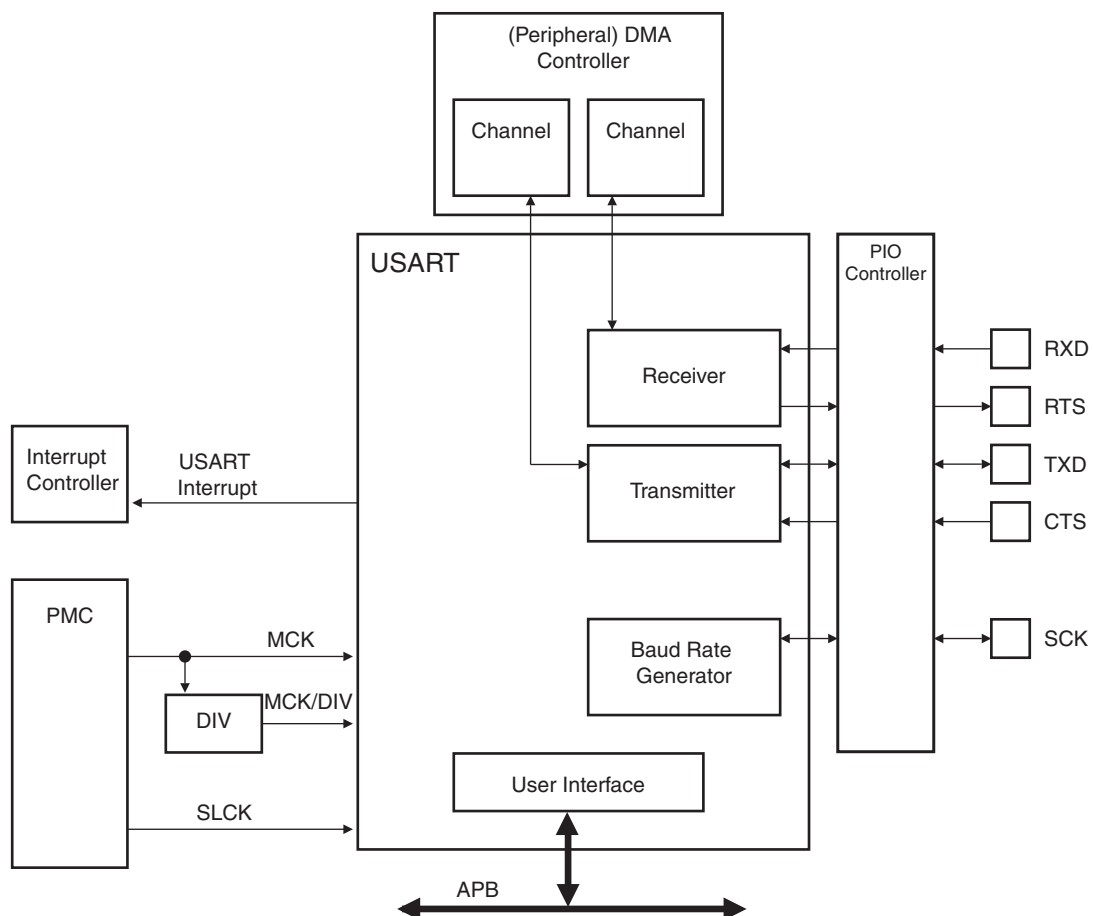 (Peripheral) DMA
Controller
Channel
Channel
USART
PIO
Controller
Receiver
RXD
RTS
Interrupt
Controller
USART
Interrupt
Transmitter
TXD
CTS
PMC
MCK
DIV
MCK/DIV
SLCK
Baud Rate
Generator
SCK
User Interface
APB